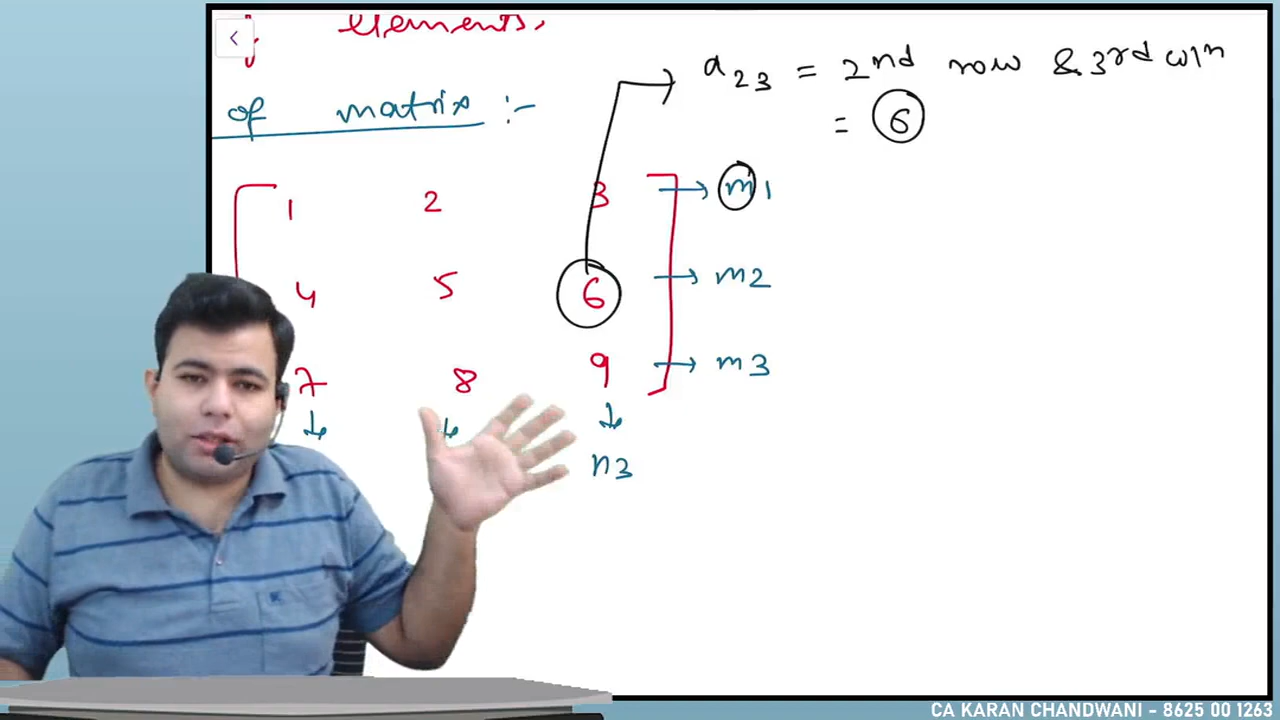 elements.
a23 = 2nd row & 3rd colm
of matrix :-
= 6
1 2 3 → m1
4 5 6 → m2
7 8 9 → m3
n3
CA KARAN CHANDWANI - 8625 00 1263